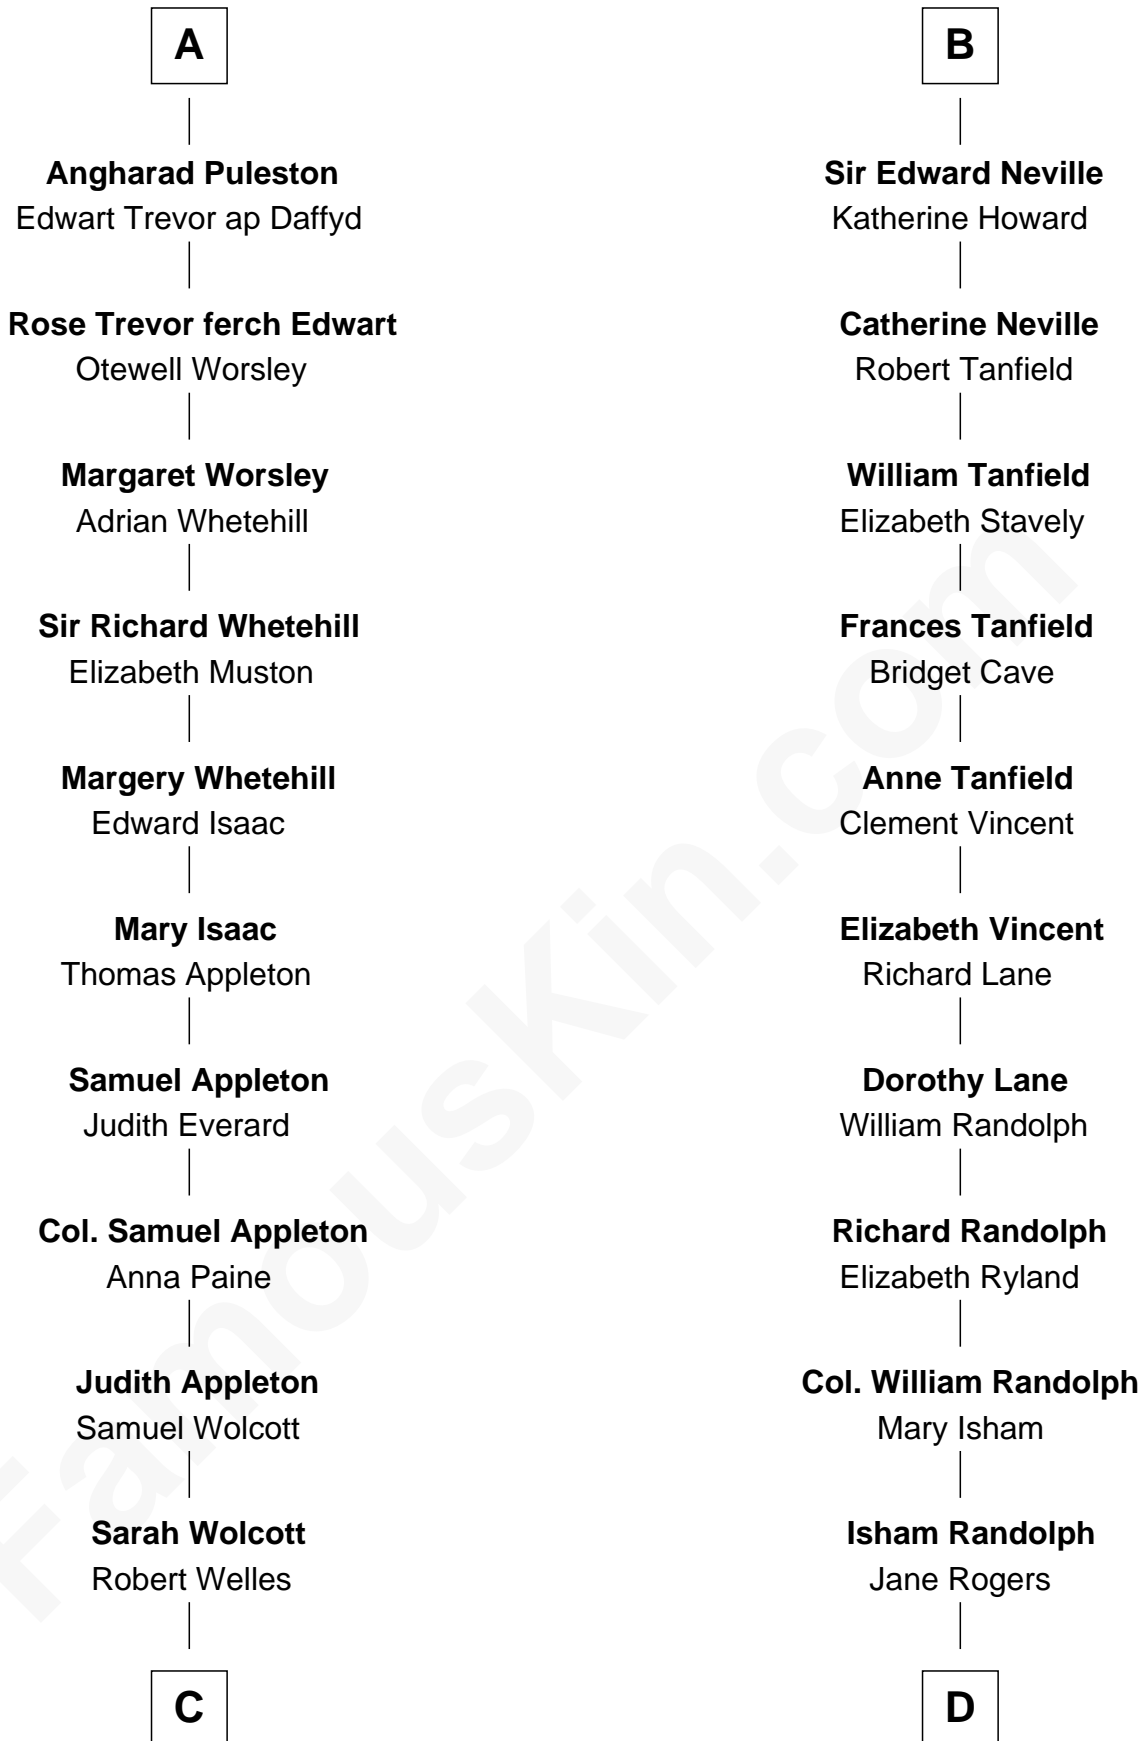 A
Angharad Puleston
Edwart Trevor ap Daffyd
Rose Trevor ferch Edwart
Otewell Worsley
Margaret Worsley
Adrian Whetehill
Sir Richard Whetehill
Elizabeth Muston
Margery Whetehill
Edward Isaac
Mary Isaac
Thomas Appleton
Samuel Appleton
Judith Everard
Col. Samuel Appleton
Anna Paine
Judith Appleton
Samuel Wolcott
Sarah Wolcott
Robert Welles
C
B
Sir Edward Neville
Katherine Howard
Catherine Neville
Robert Tanfield
William Tanfield
Elizabeth Stavely
Frances Tanfield
Bridget Cave
Anne Tanfield
Clement Vincent
Elizabeth Vincent
Richard Lane
Dorothy Lane
William Randolph
Richard Randolph
Elizabeth Ryland
Col. William Randolph
Mary Isham
Isham Randolph
Jane Rogers
D
FamousKin.com